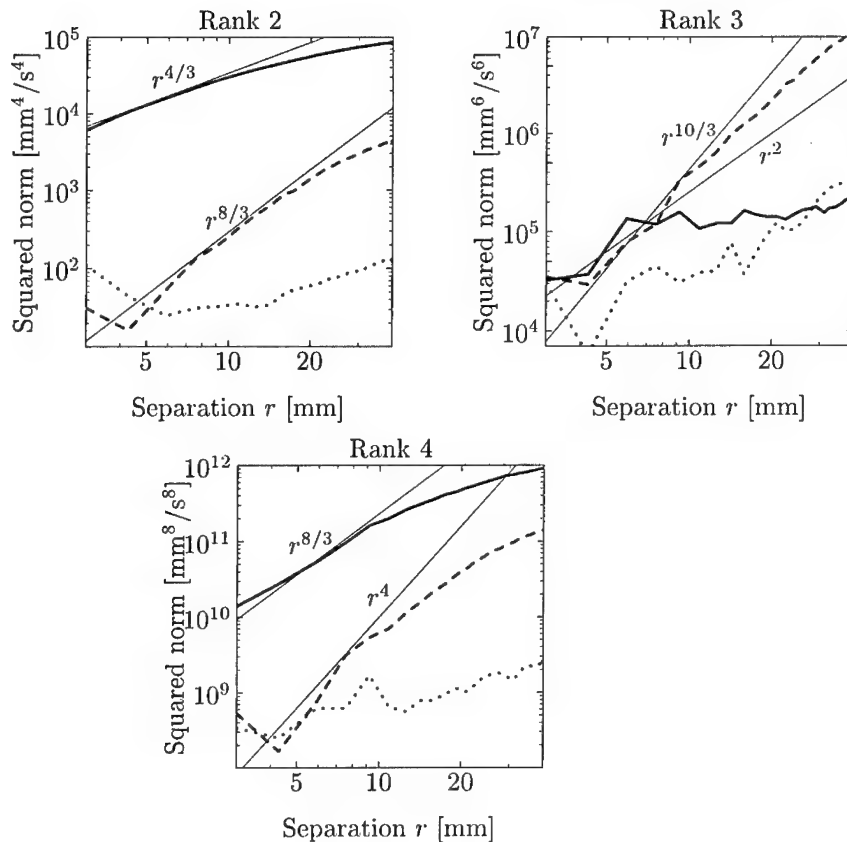 Rank 2
Squared norm [mm^4/s^4]
10^5
10^4
10^3
10^2
r^{4/3}
r^{8/3}
5
10
20
Separation r [mm]
Rank 3
Squared norm [mm^6/s^6]
10^7
10^6
10^5
10^4
r^{10/3}
r^2
5
10
20
Separation r [mm]
Rank 4
Squared norm [mm^8/s^8]
10^12
10^11
10^10
10^9
r^{8/3}
r^4
5
10
20
Separation r [mm]